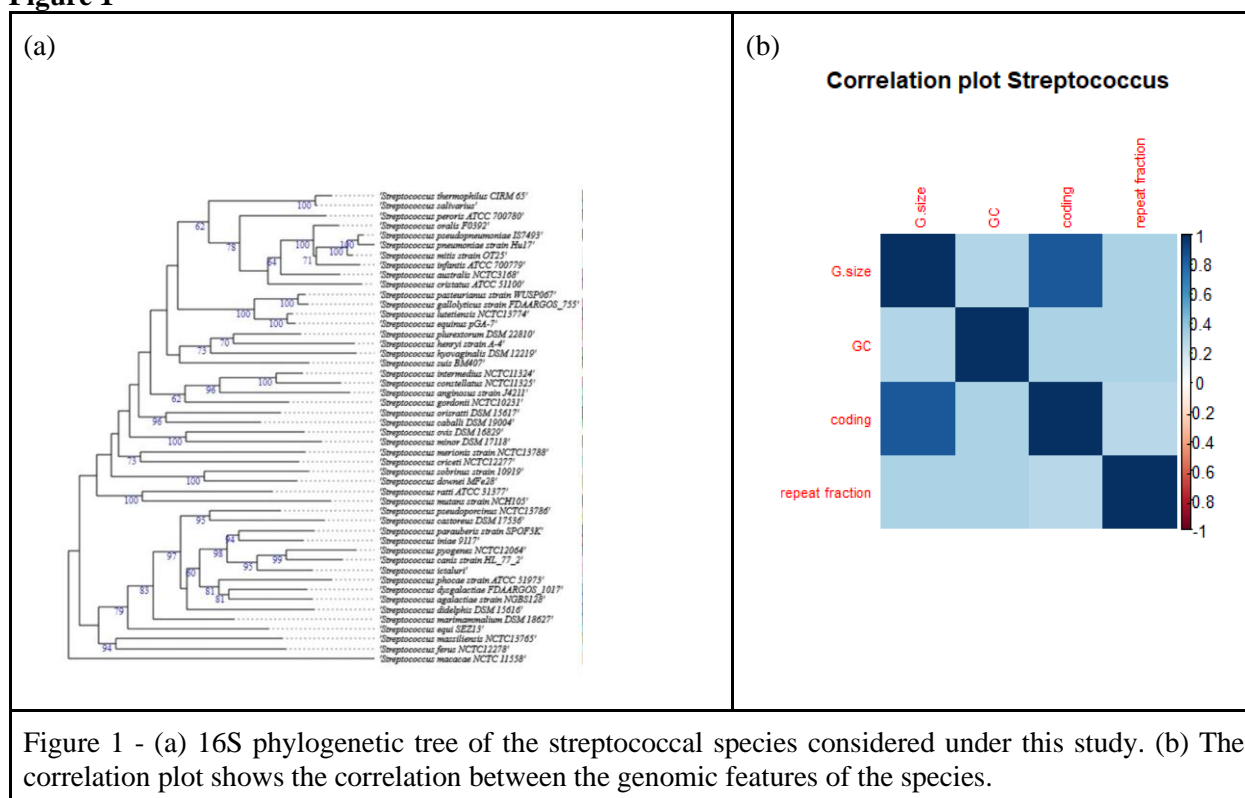 Figure 1
(a)
'Streptococcus thermophilus CIRM 65'
'Streptococcus salivarius'
'Streptococcus peroris ATCC 700780'
'Streptococcus oralis F0392'
'Streptococcus pseudopneumoniae IS7493'
'Streptococcus pneumoniae strain Hu17'
'Streptococcus mitis strain OT25'
'Streptococcus infantis ATCC 700779'
'Streptococcus australis NCTC3168'
'Streptococcus cristatus ATCC 51100'
'Streptococcus pasteurianus strain WUSP067'
'Streptococcus gallolyticus strain FDAARGOS_755'
'Streptococcus lutetiensis NCTC13774'
'Streptococcus equinus pGA-7'
'Streptococcus plurextorum DSM 22810'
'Streptococcus henryi strain A-4'
'Streptococcus hyovaginalis DSM 12219'
'Streptococcus suis BM407'
'Streptococcus intermedius NCTC11324'
'Streptococcus constellatus NCTC11325'
'Streptococcus anginosus strain J4211'
'Streptococcus gordonii NCTC10231'
'Streptococcus orisratti DSM 15617'
'Streptococcus caballi DSM 19004'
'Streptococcus ovis DSM 16829'
'Streptococcus minor DSM 17118'
'Streptococcus merionis strain NCTC13788'
'Streptococcus criceti NCTC12277'
'Streptococcus sobrinus strain 10919'
'Streptococcus downei MFe28'
'Streptococcus ratti ATCC 31377'
'Streptococcus mutans strain NCH105'
'Streptococcus pseudoporcinus NCTC13786'
'Streptococcus castoreus DSM 17536'
'Streptococcus parauberis strain SPOF3K'
'Streptococcus iniae 9117'
'Streptococcus pyogenes NCTC12064'
'Streptococcus canis strain HL_77_2'
'Streptococcus ictaluri'
'Streptococcus phocae strain ATCC 51973'
'Streptococcus dysgalactiae FDAARGOS_1017'
'Streptococcus agalactiae strain NGBS128'
'Streptococcus didelphis DSM 15616'
'Streptococcus marimammalium DSM 18627'
'Streptococcus equi SEZ13'
'Streptococcus massiliensis NCTC13765'
'Streptococcus ferus NCTC12278'
'Streptococcus macacae NCTC 11558'
100
62
78
100
100
100
71
64
100
100
100
70
73
100
96
62
96
100
73
100
100
95
94
98
99
95
97
60
81
81
83
79
94
(b)
Correlation plot Streptococcus
G.size
GC
coding
repeat fraction
G.size
GC
coding
repeat fraction
1
0.8
0.6
0.4
0.2
0
-0.2
-0.4
-0.6
-0.8
-1
Figure 1 - (a) 16S phylogenetic tree of the streptococcal species considered under this study. (b) The
correlation plot shows the correlation between the genomic features of the species.